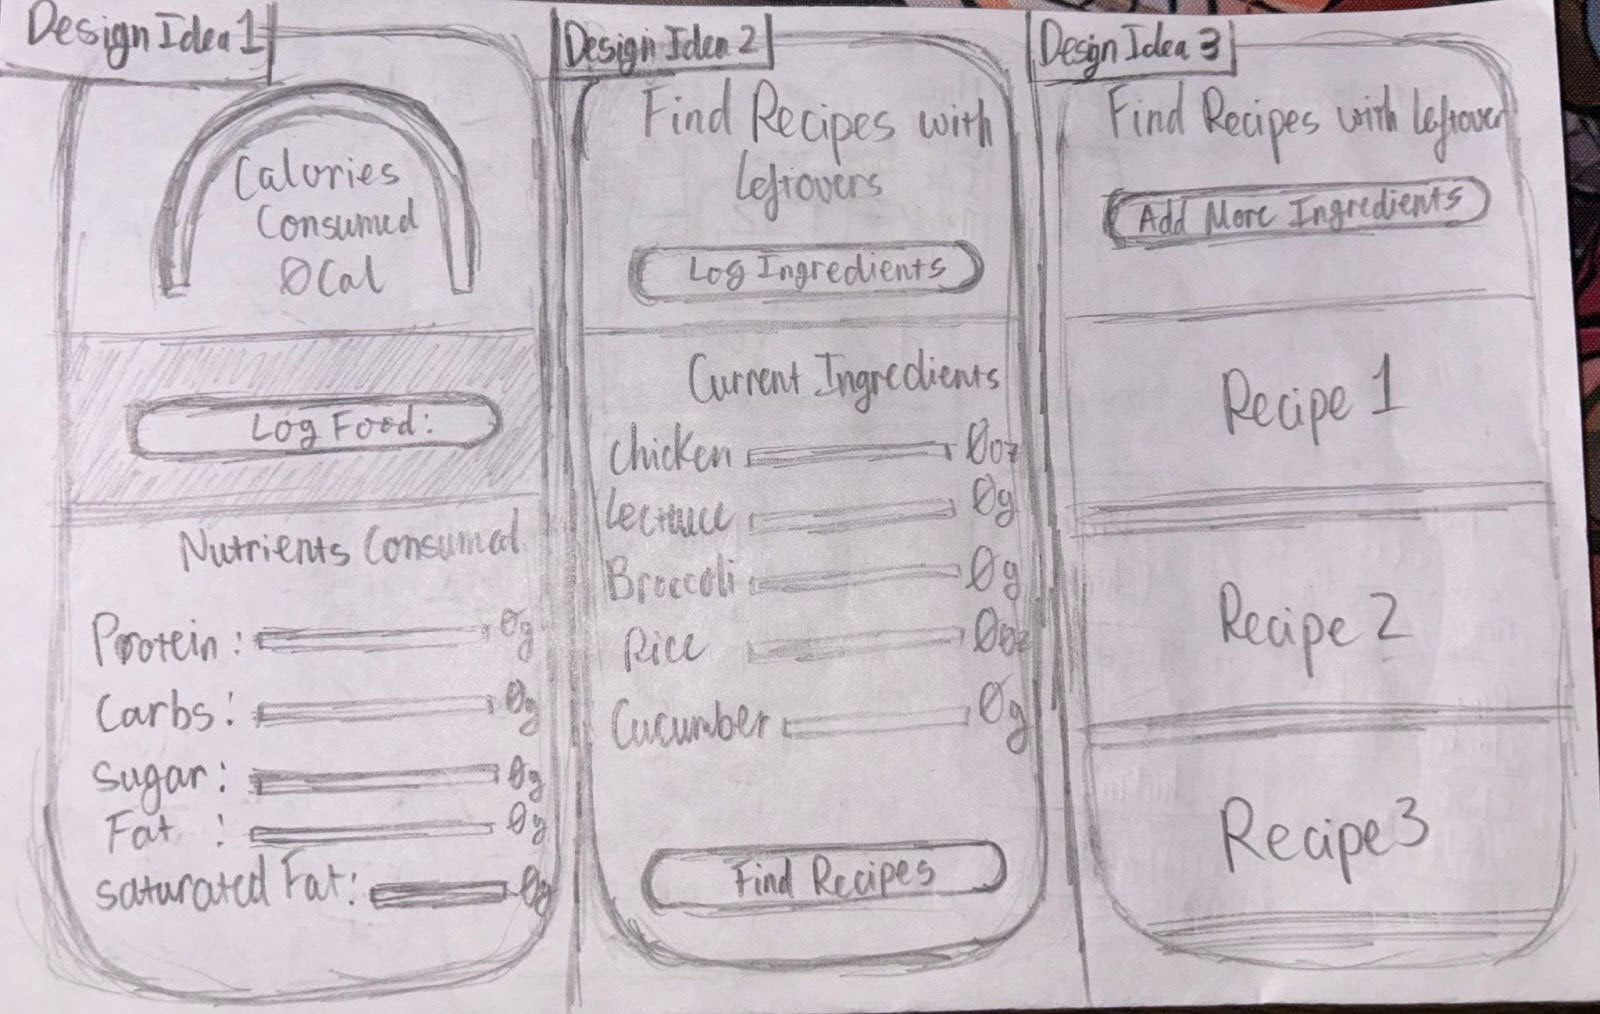 Design Idea 1
Calories
Consumed
0Cal
Log Food:
Nutrients Consumed
Protein: 0g
Carbs: 0g
Sugar: 0g
Fat : 0g
Saturated Fat: 0g
Design Idea 2
Find Recipes with
Leftovers
Log Ingredients
Current Ingredients
Chicken 0oz
Lecttuce 0g
Broccoli 0g
Rice 0oz
Cucumber 0g
Find Recipes
Design Idea 3
Find Recipes with Leftover
Add More Ingredients
Recipe 1
Recipe 2
Recipe 3